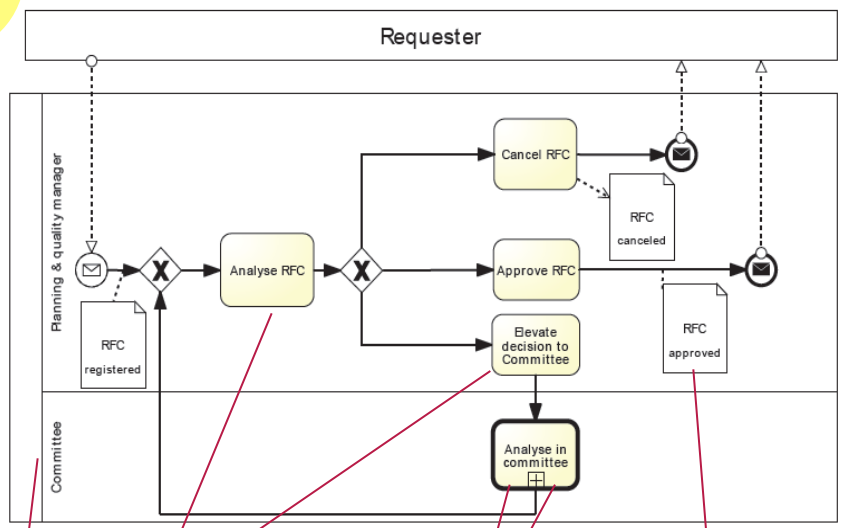 Requester
Planning & quality manager
Cancel RFC
RFC
canceled
Analyse RFC
Approve RFC
RFC
registered
Elevate
decision to
Committee
RFC
approved
Committee
Analyse in
committee